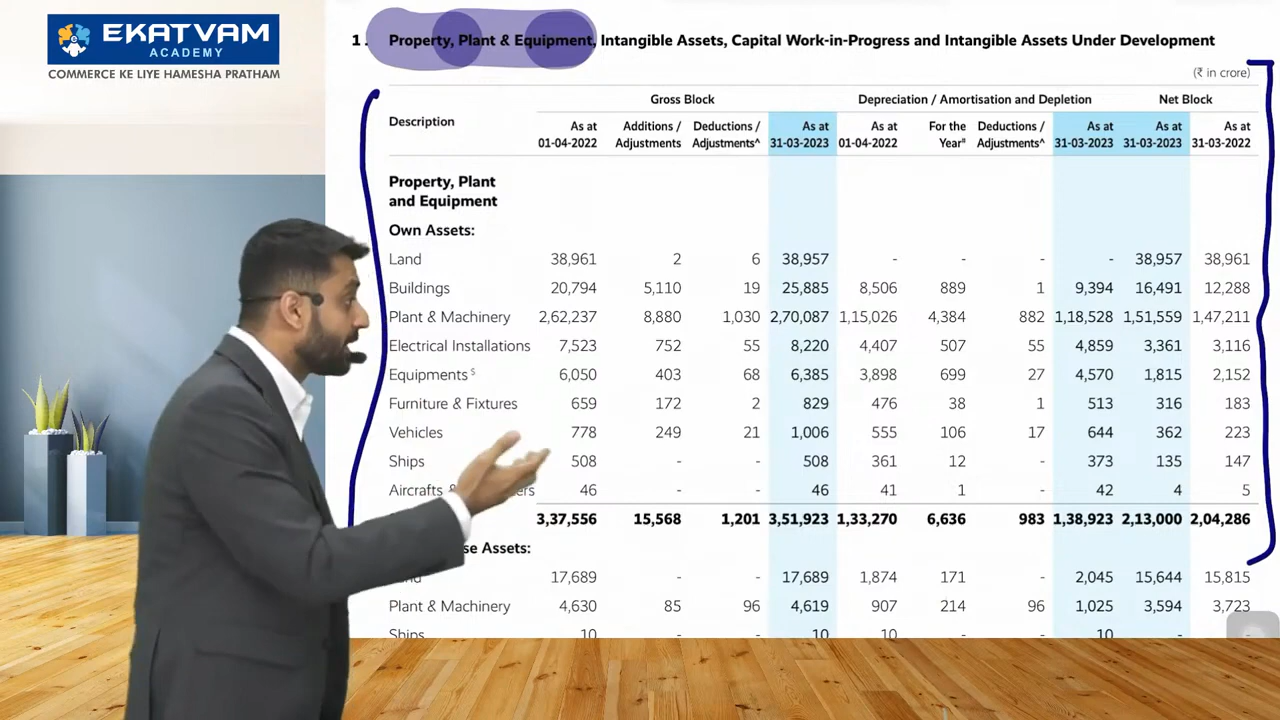 EKATVAM
ACADEMY
COMMERCE KE LIYE HAMESHA PRATHAM
1. Property, Plant & Equipment, Intangible Assets, Capital Work-in-Progress and Intangible Assets Under Development
(₹ in crore)
Gross Block Depreciation / Amortisation and Depletion Net Block
Description As at 01-04-2022 Additions / Adjustments Deductions / Adjustments^ As at 31-03-2023 As at 01-04-2022 For the Year# Deductions / Adjustments^ As at 31-03-2023 As at 31-03-2023 As at 31-03-2022
Property, Plant
and Equipment
Own Assets:
Land 38,961 2 6 38,957 - - - 38,957 38,961
Buildings 20,794 5,110 19 25,885 8,506 889 1 9,394 16,491 12,288
Plant & Machinery 2,62,237 8,880 1,030 2,70,087 1,15,026 4,384 882 1,18,528 1,51,559 1,47,211
Electrical Installations 7,523 752 55 8,220 4,407 507 55 4,859 3,361 3,116
Equipments$ 6,050 403 68 6,385 3,898 699 27 4,570 1,815 2,152
Furniture & Fixtures 659 172 2 829 476 38 1 513 316 183
Vehicles 778 249 21 1,006 555 106 17 644 362 223
Ships 508 - - 508 361 12 - 373 135 147
Aircrafts 46 - - 46 41 1 - 42 4 5
3,37,556 15,568 1,201 3,51,923 1,33,270 6,636 983 1,38,923 2,13,000 2,04,286
Assets:
17,689 - - 17,689 1,874 171 - 2,045 15,644 15,815
Plant & Machinery 4,630 85 96 4,619 907 214 96 1,025 3,594 3,723
Ships 10 - - 10 10 - - 10 - -